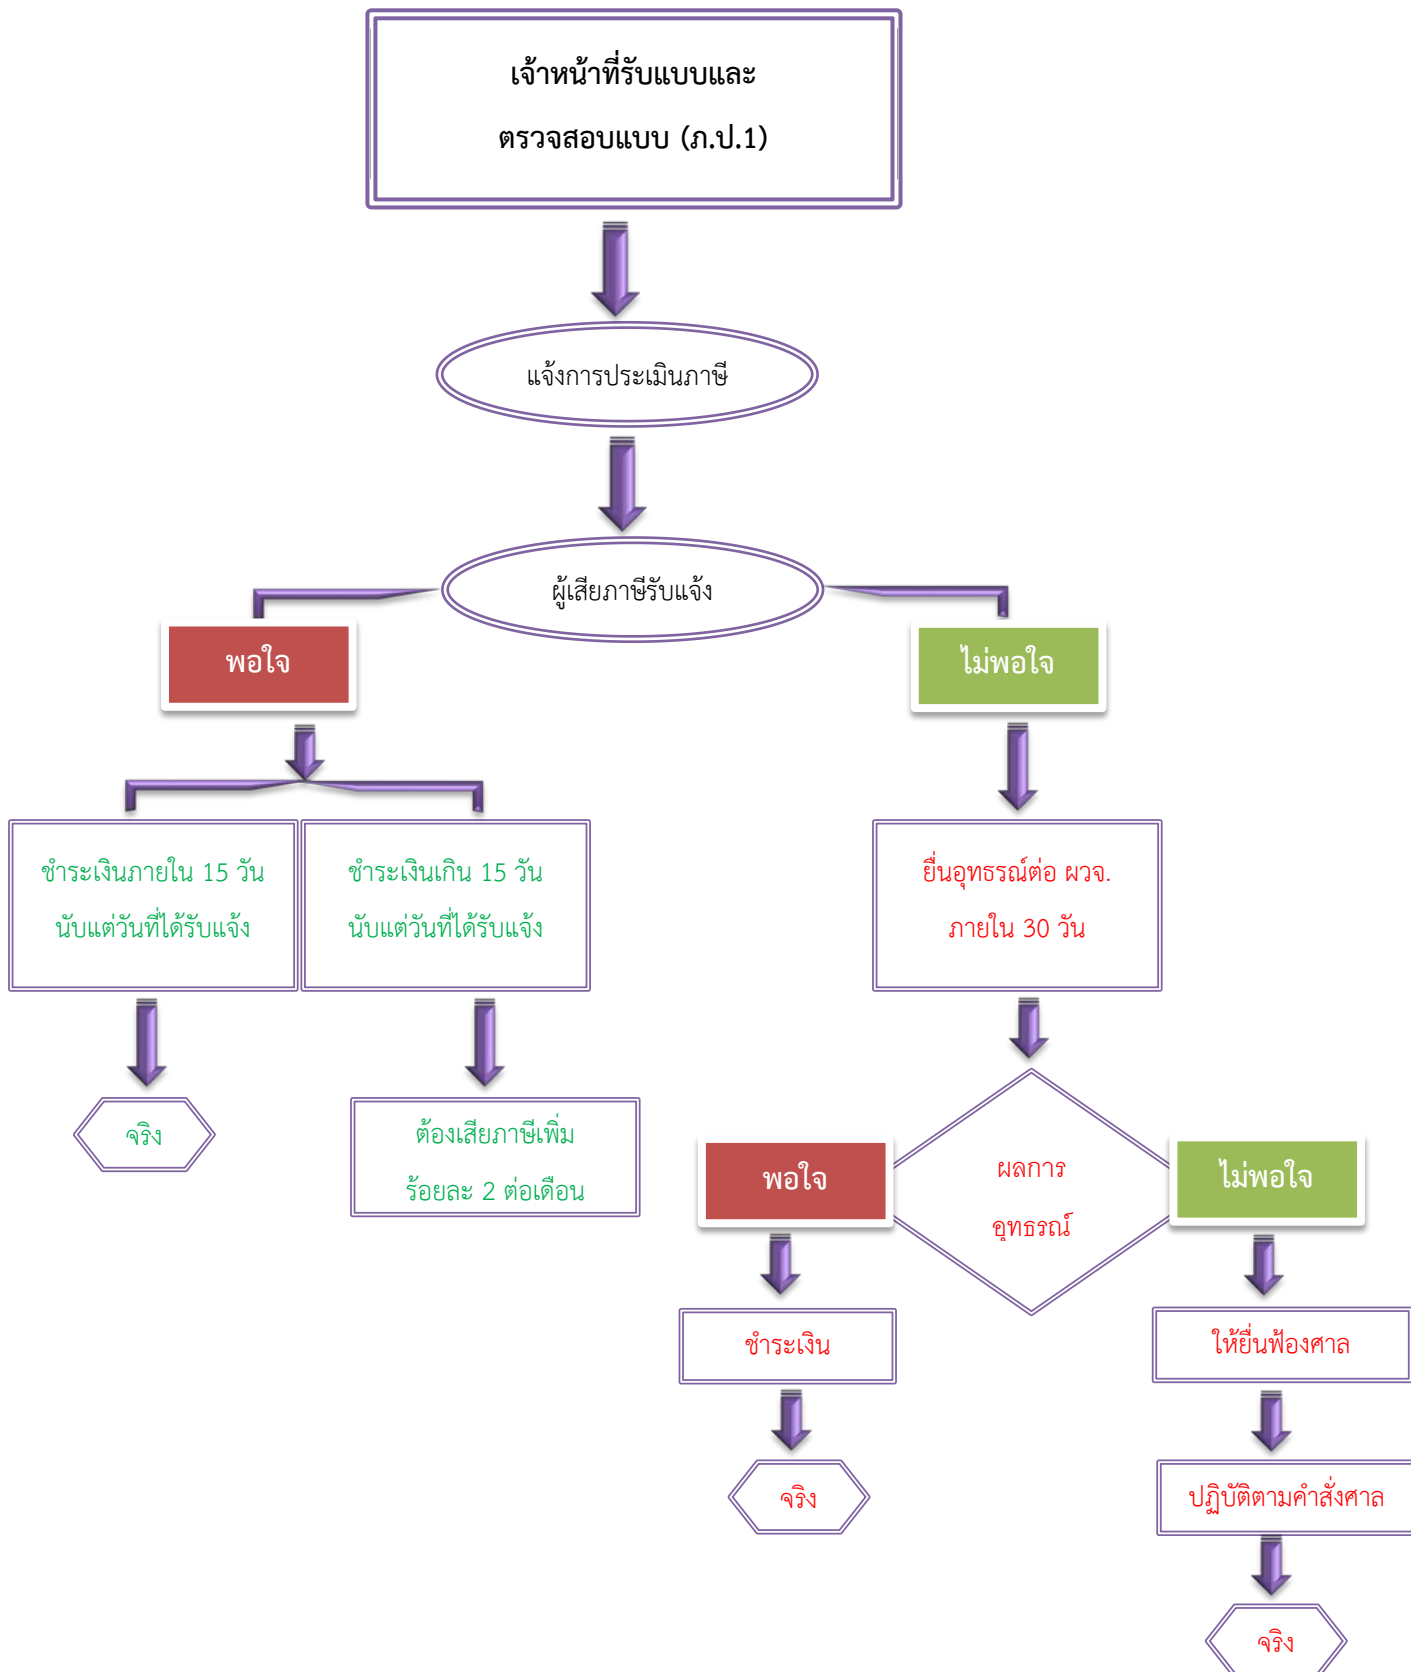 เจ้าหน้าที่รับแบบและ
ตรวจสอบแบบ (ภ.ป.1)
แจ้งการประเมินภาษี
ผู้เสียภาษีรับแจ้ง
พอใจ
ไม่พอใจ
ชำระเงินภายใน 15 วัน
นับแต่วันที่ได้รับแจ้ง
ชำระเงินเกิน 15 วัน
นับแต่วันที่ได้รับแจ้ง
ยื่นอุทธรณ์ต่อ ผวจ.
ภายใน 30 วัน
จริง
ต้องเสียภาษีเพิ่ม
ร้อยละ 2 ต่อเดือน
พอใจ
ผลการ
อุทธรณ์
ไม่พอใจ
ชำระเงิน
ให้ยื่นฟ้องศาล
จริง
ปฏิบัติตามคำสั่งศาล
จริง